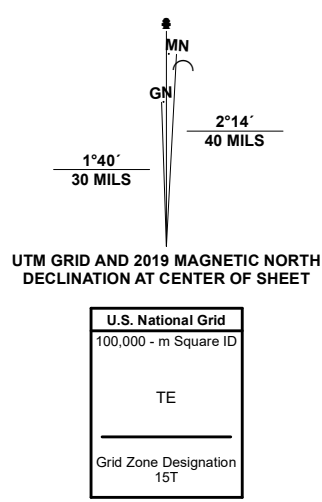 MN
GN
2°14´
40 MILS
1°40´
30 MILS
UTM GRID AND 2019 MAGNETIC NORTH
DECLINATION AT CENTER OF SHEET
U.S. National Grid
100,000 - m Square ID
TE
Grid Zone Designation
15T